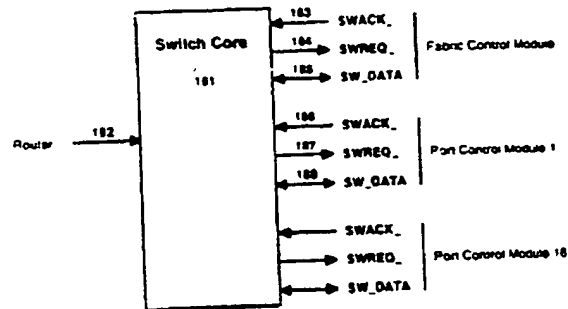 183
SWACK_
Switch Core
184
SWREQ_
Fabric Control Module
185
SW_DATA
181
186
SWACK_
182
Router
187
SWREQ_
Port Control Module 1
188
SW_DATA
SWACK_
SWREQ_
Port Control Module 16
SW_DATA